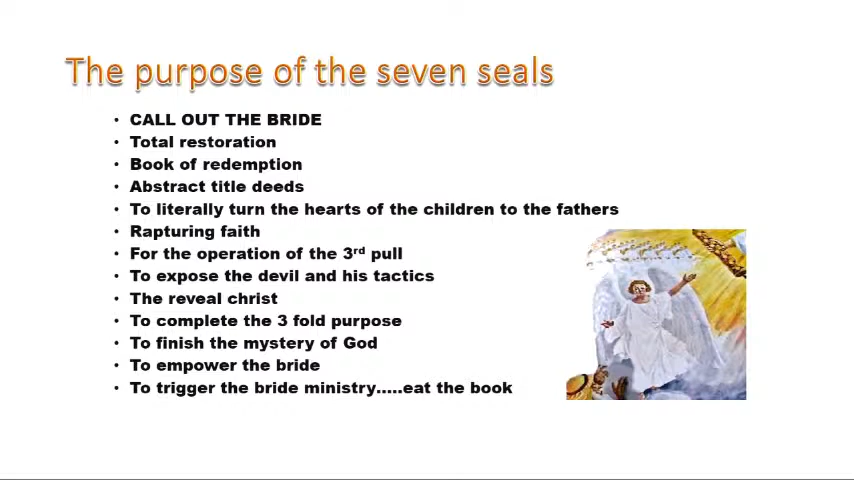 The purpose of the seven seals
• CALL OUT THE BRIDE
• Total restoration
• Book of redemption
• Abstract title deeds
• To literally turn the hearts of the children to the fathers
• Rapturing faith
• For the operation of the 3rd pull
• To expose the devil and his tactics
• The reveal christ
• To complete the 3 fold purpose
• To finish the mystery of God
• To empower the bride
• To trigger the bride ministry.....eat the book